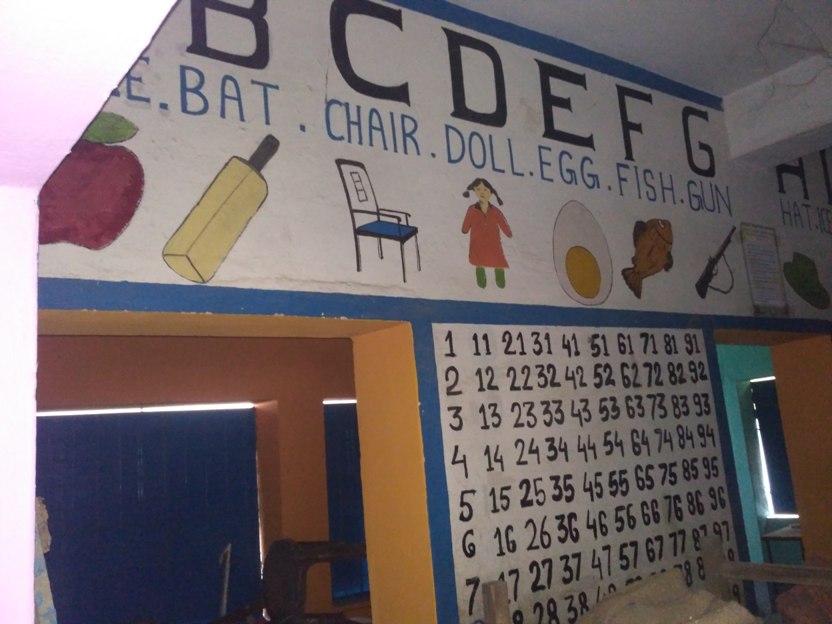 B C D E F G H
BAT . CHAIR . DOLL . EGG . FISH . GUN
HAT .
1 11 21 31 41 51 61 71 81 91
2 12 22 32 42 52 62 72 82 92
3 13 23 33 43 53 63 73 83 93
4 14 24 34 44 54 64 74 84 94
5 15 25 35 45 55 65 75 85 95
6 16 26 36 46 56 66 76 86 96
7 17 27 37 47 57 67 77 87 97
28 38